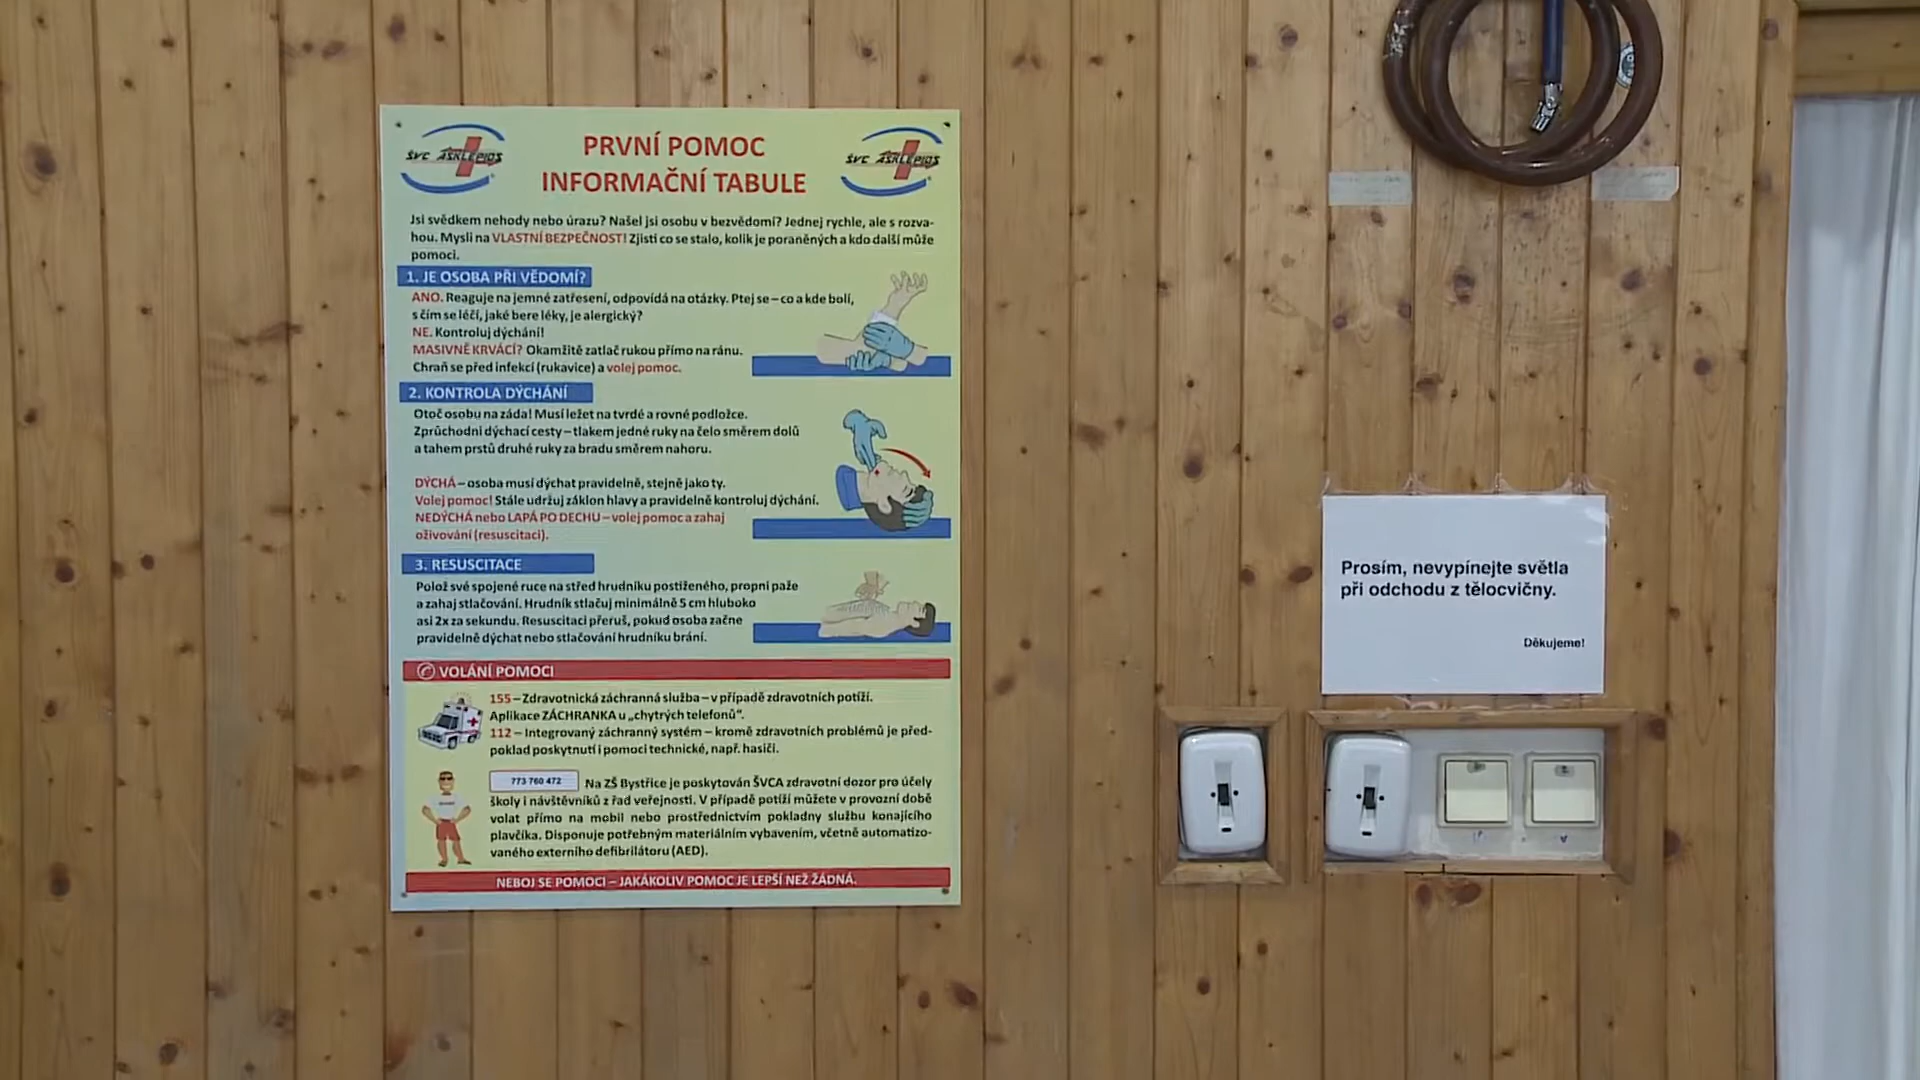 ŠVC ASKLEPIOS
PRVNÍ POMOC
INFORMAČNÍ TABULE
ŠVC ASKLEPIOS
Jsi svědkem nehody nebo úrazu? Našel jsi osobu v bezvědomí? Jednej rychle, ale s rozva-
hou. Mysli na VLASTNÍ BEZPEČNOST! Zjisti co se stalo, kolik je poraněných a kdo další může
pomoci.
1. JE OSOBA PŘI VĚDOMÍ?
ANO. Reaguje na jemné zatřesení, odpovídá na otázky. Ptej se – co a kde bolí,
s čím se léčí, jaké bere léky, je alergický?
NE. Kontroluj dýchání!
MASIVNĚ KRVÁCÍ? Okamžitě zatlač rukou přímo na ránu.
Chraň se před infekcí (rukavice) a volej pomoc.
2. KONTROLA DÝCHÁNÍ
Otoč osobu na záda! Musí ležet na tvrdé a rovné podložce.
Zprůchodni dýchací cesty – tlakem jedné ruky na čelo směrem dolů
a tahem prstů druhé ruky za bradu směrem nahoru.
DÝCHÁ – osoba musí dýchat pravidelně, stejně jako ty.
Volej pomoc! Stále udržuj záklon hlavy a pravidelně kontroluj dýchání.
NEDÝCHÁ nebo LAPÁ PO DECHU – volej pomoc a zahaj
oživování (resuscitaci).
3. RESUSCITACE
Polož své spojené ruce na střed hrudníku postiženého, propni paže
a zahaj stlačování. Hrudník stlačuj minimálně 5 cm hluboko
asi 2x za sekundu. Resuscitaci přeruš, pokud osoba začne
pravidelně dýchat nebo stlačování hrudníku brání.
VOLÁNÍ POMOCI
155 – Zdravotnická záchranná služba – v případě zdravotních potíží.
Aplikace ZÁCHRANKA u „chytrých telefonů“.
112 – Integrovaný záchranný systém – kromě zdravotních problémů je před-
poklad poskytnutí i pomoci technické, např. hasiči.
773 760 472 Na ZŠ Bystřice je poskytován ŠVCA zdravotní dozor pro účely
školy i návštěvníků z řad veřejnosti. V případě potíží můžete v provozní době
volat přímo na mobil nebo prostřednictvím pokladny službu konajícího
plavčíka. Disponuje potřebným materiálním vybavením, včetně automatizo-
vaného externího defibrilátoru (AED).
NEBOJ SE POMOCI – JAKÁKOLIV POMOC JE LEPŠÍ NEŽ ŽÁDNÁ.
Prosím, nevypínejte světla
při odchodu z tělocvičny.
Děkujeme!